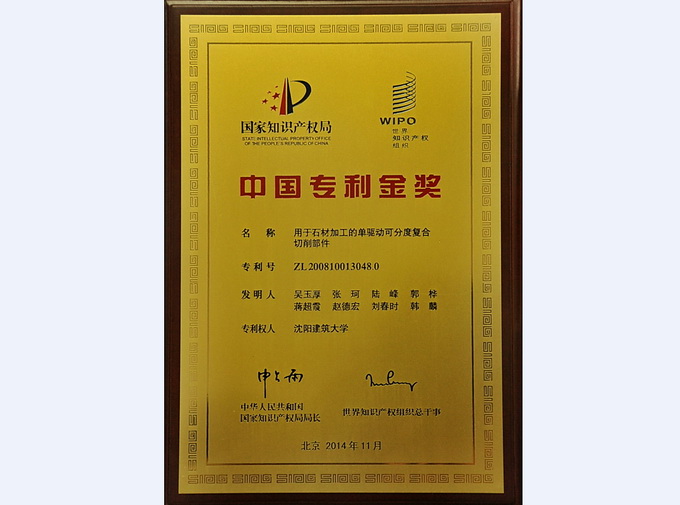 国家知识产权局
STATE INTELLECTUAL PROPERTY OFFICE
OF THE PEOPLE'S REPUBLIC OF CHINA
WIPO
世界
知识产权
组织
中国专利金奖
名 称 用于石材加工的单驱动可分度复合
切削部件
专利号 ZL200810013048.0
发明人 吴玉厚 张珂 陆峰 郭桦
蒋超霞 赵德宏 刘春时 韩麟
专利权人 沈阳建筑大学
中华人民共和国
国家知识产权局局长
世界知识产权组织总干事
北京 2014年11月